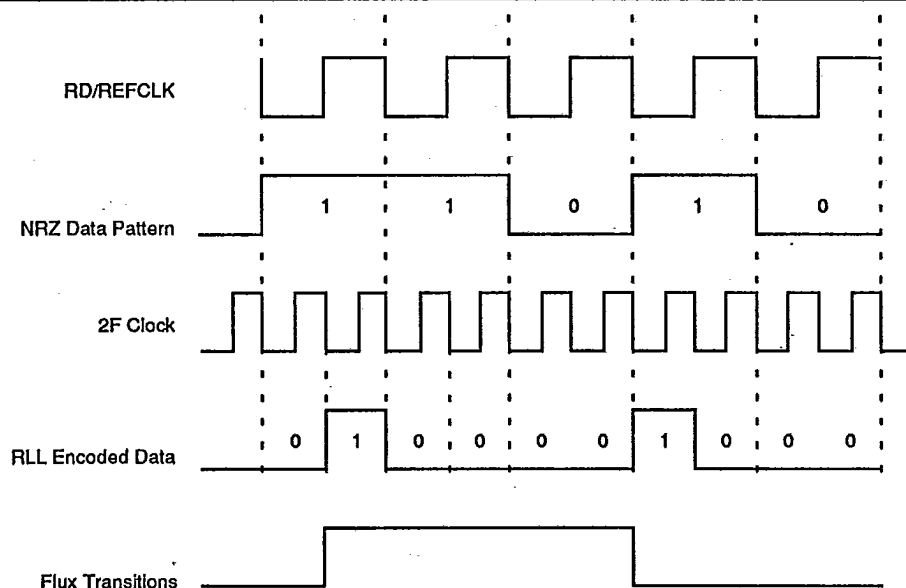 RD/REFCLK
NRZ Data Pattern
1 1 0 1 0
2F Clock
RLL Encoded Data
0 1 0 0 0 0 1 0 0 0
Flux Transitions